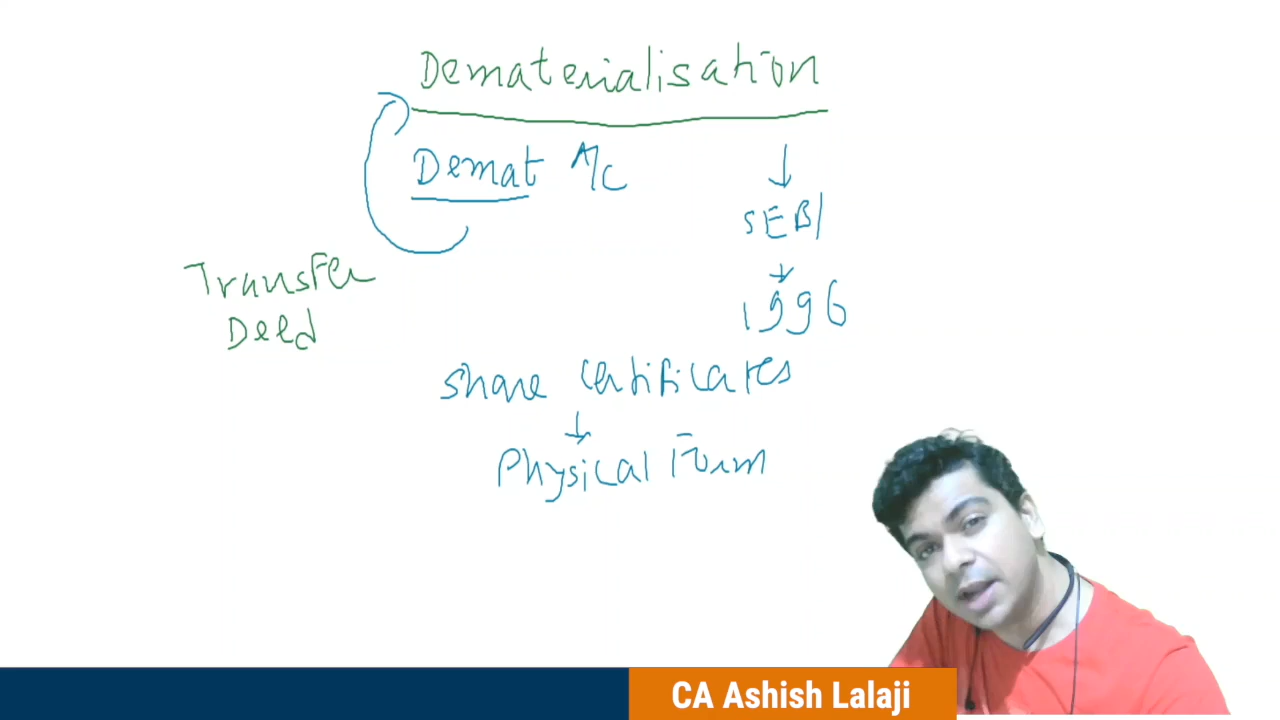 Dematerialisation
Demat A/C
SEBI
1996
Transfer
Deed
Share Certificates
Physical Form
CA Ashish Lalaji